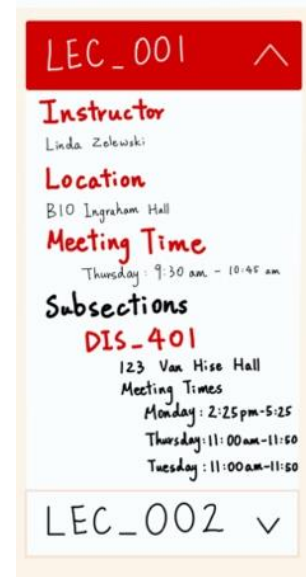 LEC_001
Instructor
Linda Zelewski
Location
B10 Ingraham Hall
Meeting Time
Thursday: 9:30 am - 10:45 am
Subsections
DIS_401
123 Van Hise Hall
Meeting Times
Monday: 2:25pm-5:25
Thursday: 11:00am-11:50
Tuesday: 11:00am-11:50
LEC_002